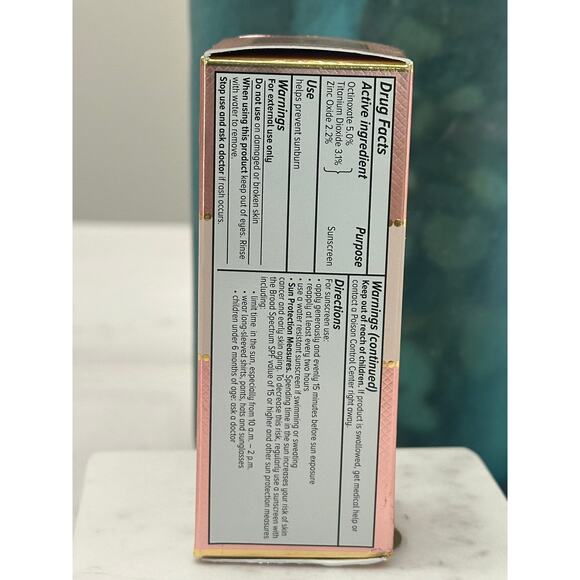 Drug Facts
Active ingredient Purpose
Octinoxate 5.0%
Titanium Dioxide 3.1% } Sunscreen
Zinc Oxide 2.2%
Use
helps prevent sunburn
Warnings
For external use only
Do not use on damaged or broken skin
When using this product keep out of eyes. Rinse
with water to remove.
Stop use and ask a doctor if rash occurs.
Warnings (continued)
Keep out of reach of children. If product is swallowed, get medical help or
contact a Poison Control Center right away.
Directions
For sunscreen use:
• apply generously and evenly 15 minutes before sun exposure
• reapply at least every two hours
• use a water resistant sunscreen if swimming or sweating
• Sun Protection Measures. Spending time in the sun increases your risk of skin
cancer and early skin aging. To decrease this risk, regularly use a sunscreen with
the Broad Spectrum SPF value of 15 or higher and other sun protection measures
including:
• limit time in the sun, especially from 10 a.m. – 2 p.m.
• wear long-sleeved shirts, pants, hats and sunglasses
• children under 6 months of age: ask a doctor